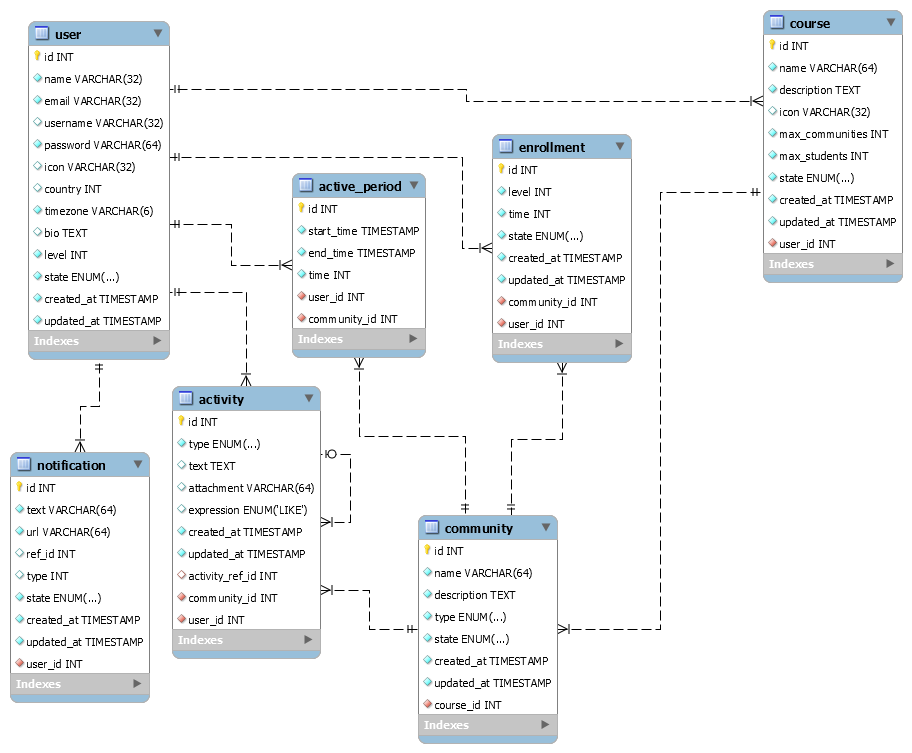 user
id INT
name VARCHAR(32)
email VARCHAR(32)
username VARCHAR(32)
password VARCHAR(64)
icon VARCHAR(32)
country INT
timezone VARCHAR(6)
bio TEXT
level INT
state ENUM(...)
created_at TIMESTAMP
updated_at TIMESTAMP
Indexes
course
id INT
name VARCHAR(64)
description TEXT
icon VARCHAR(32)
max_communities INT
max_students INT
state ENUM(...)
created_at TIMESTAMP
updated_at TIMESTAMP
user_id INT
Indexes
enrollment
id INT
level INT
time INT
state ENUM(...)
created_at TIMESTAMP
updated_at TIMESTAMP
community_id INT
user_id INT
Indexes
active_period
id INT
start_time TIMESTAMP
end_time TIMESTAMP
time INT
user_id INT
community_id INT
Indexes
activity
id INT
type ENUM(...)
text TEXT
attachment VARCHAR(64)
expression ENUM('LIKE')
created_at TIMESTAMP
updated_at TIMESTAMP
activity_ref_id INT
community_id INT
user_id INT
Indexes
notification
id INT
text VARCHAR(64)
url VARCHAR(64)
ref_id INT
type INT
state ENUM(...)
created_at TIMESTAMP
updated_at TIMESTAMP
user_id INT
Indexes
community
id INT
name VARCHAR(64)
description TEXT
type ENUM(...)
state ENUM(...)
created_at TIMESTAMP
updated_at TIMESTAMP
course_id INT
Indexes